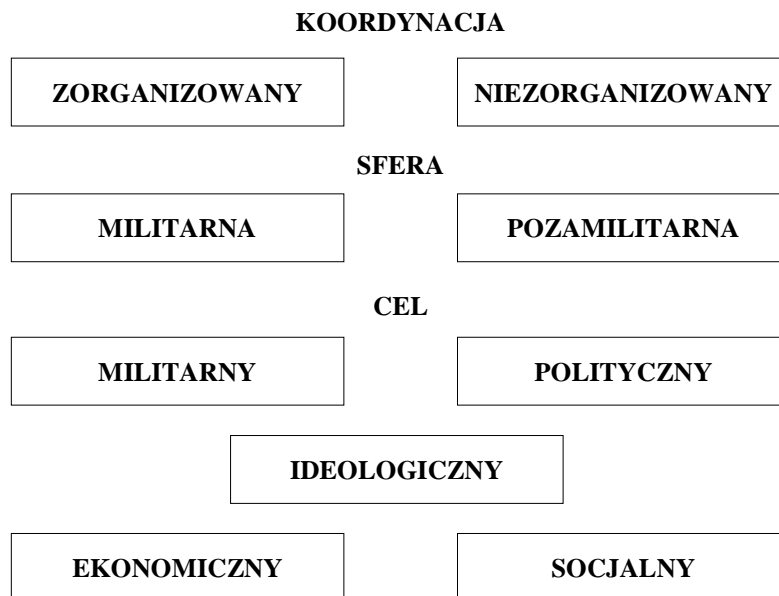 KOORDYNACJA
ZORGANIZOWANY NIEZORGANIZOWANY
SFERA
MILITARNA POZAMILITARNA
CEL
MILITARNY POLITYCZNY
IDEOLOGICZNY
EKONOMICZNY SOCJALNY